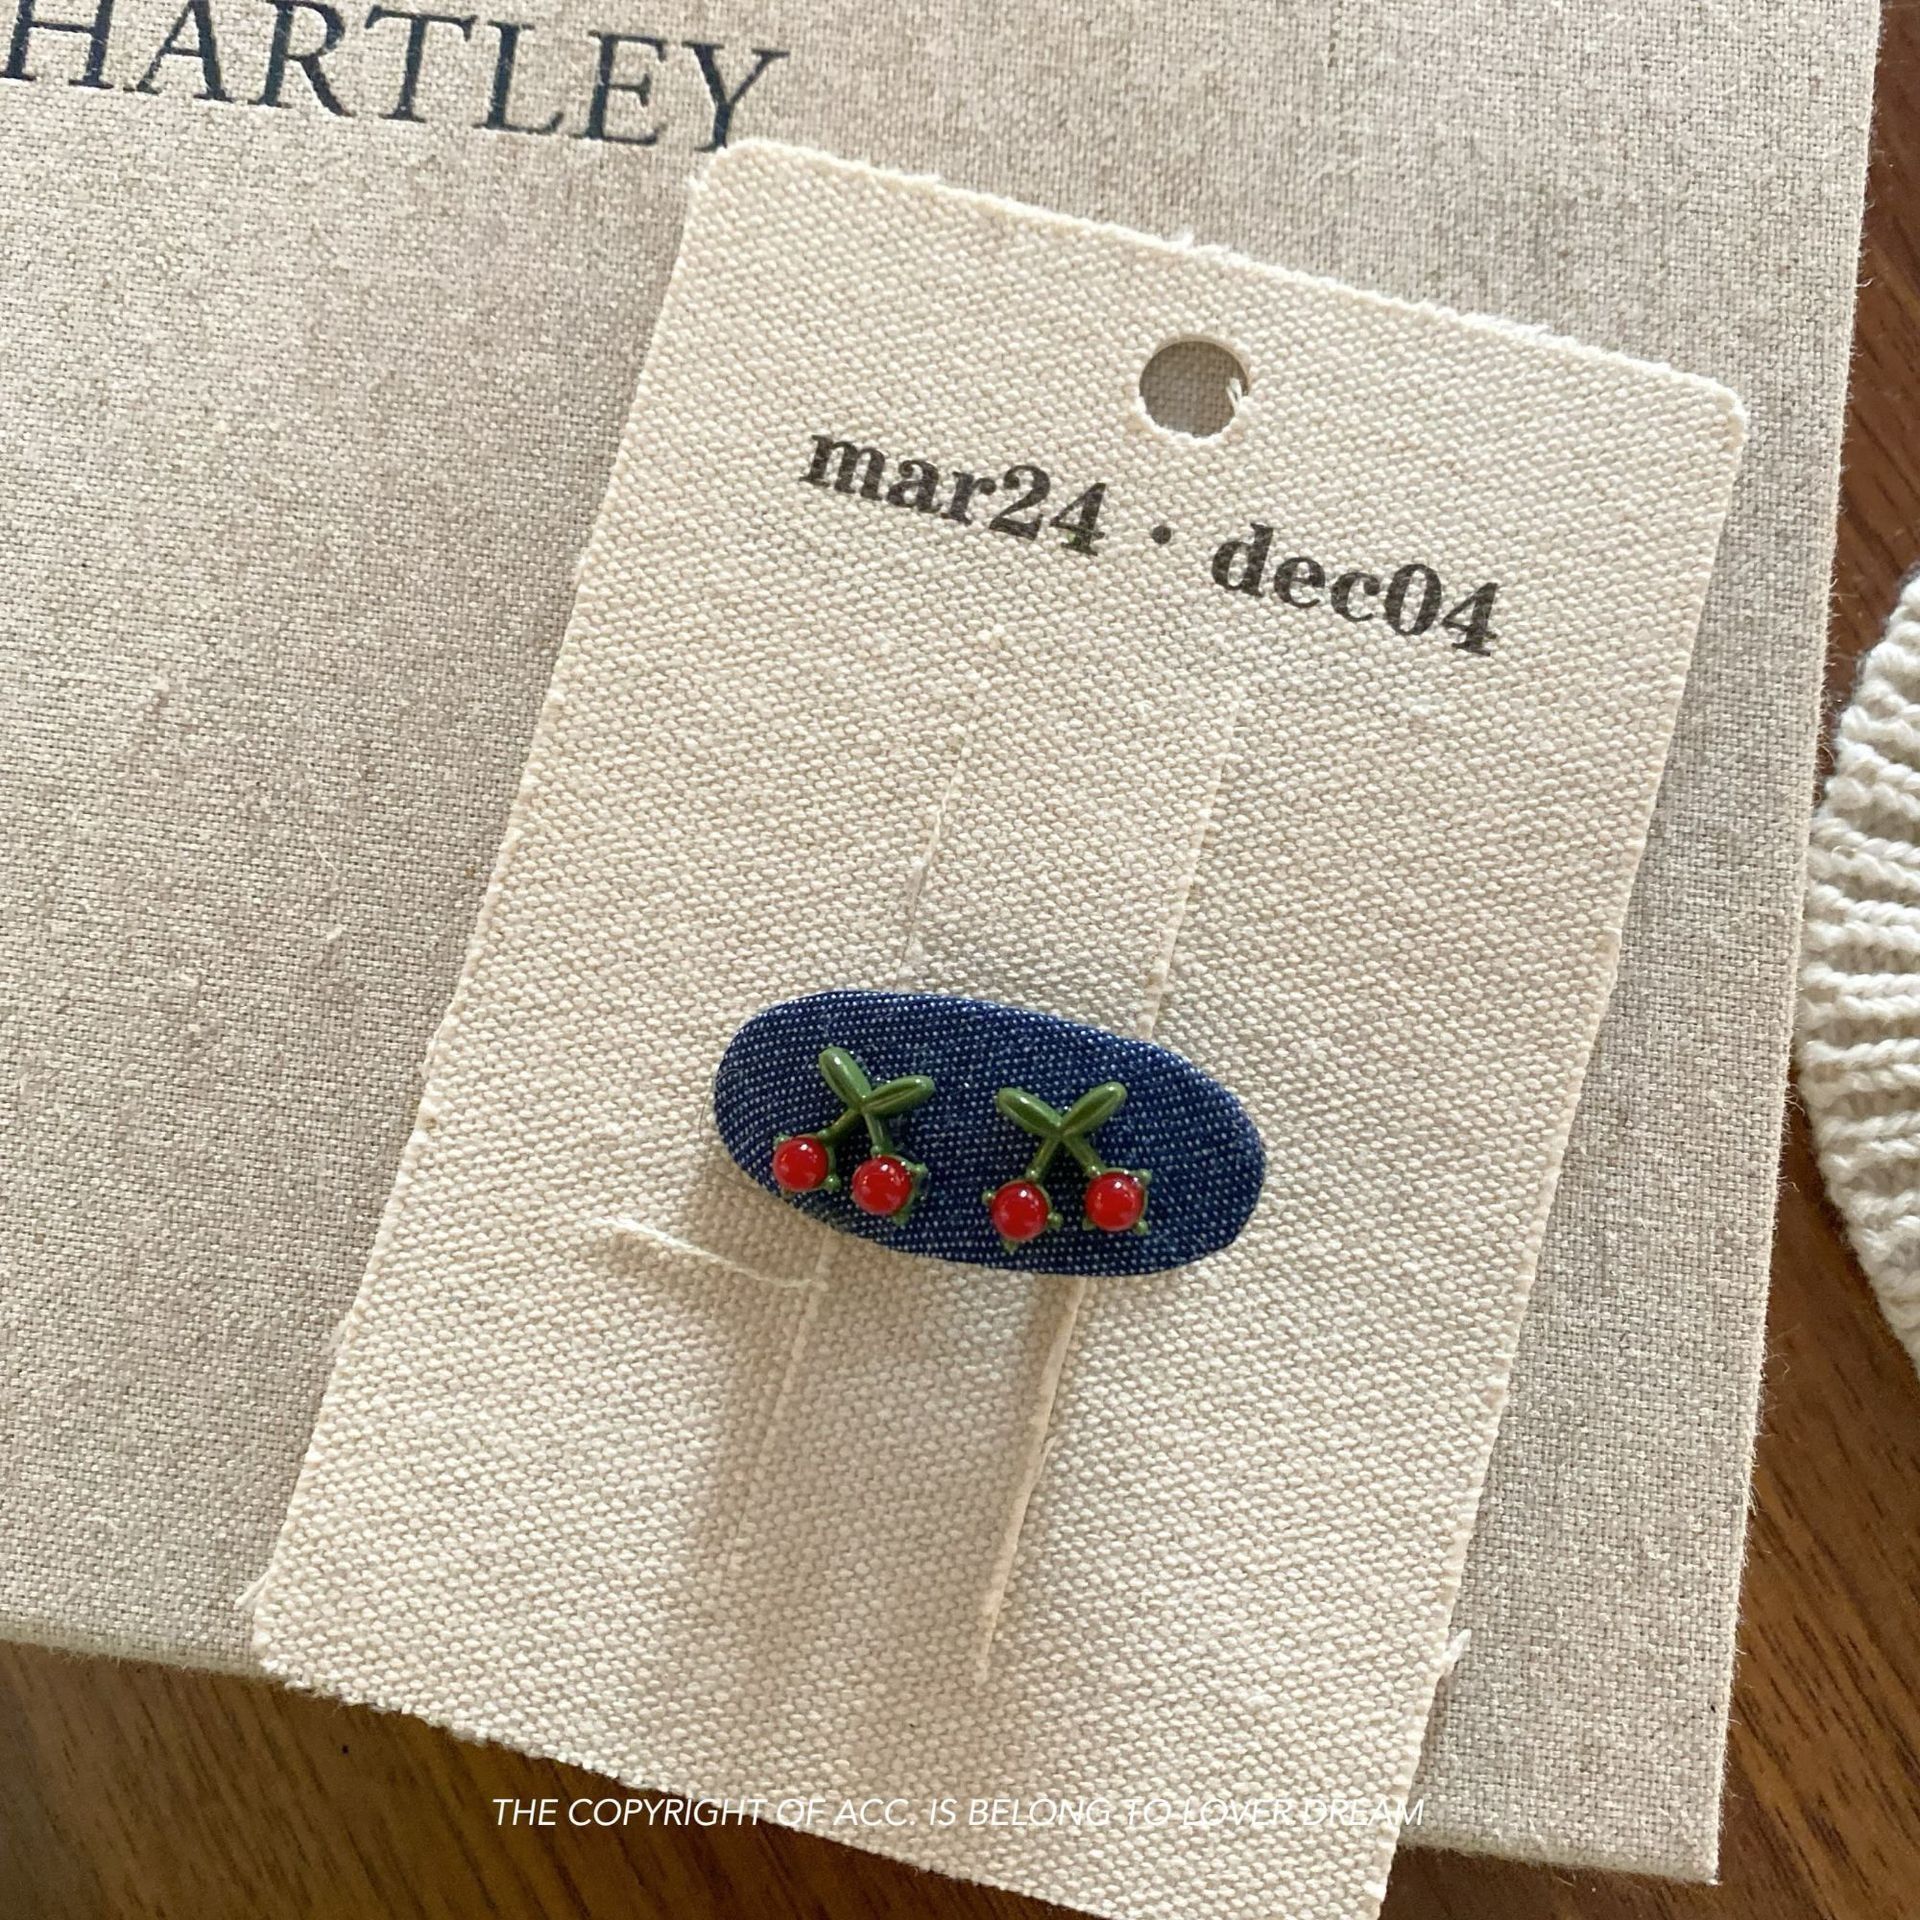 HARTLEY
mar24 · dec04
THE COPYRIGHT OF ACC. IS BELONG TO LOVER DREAM